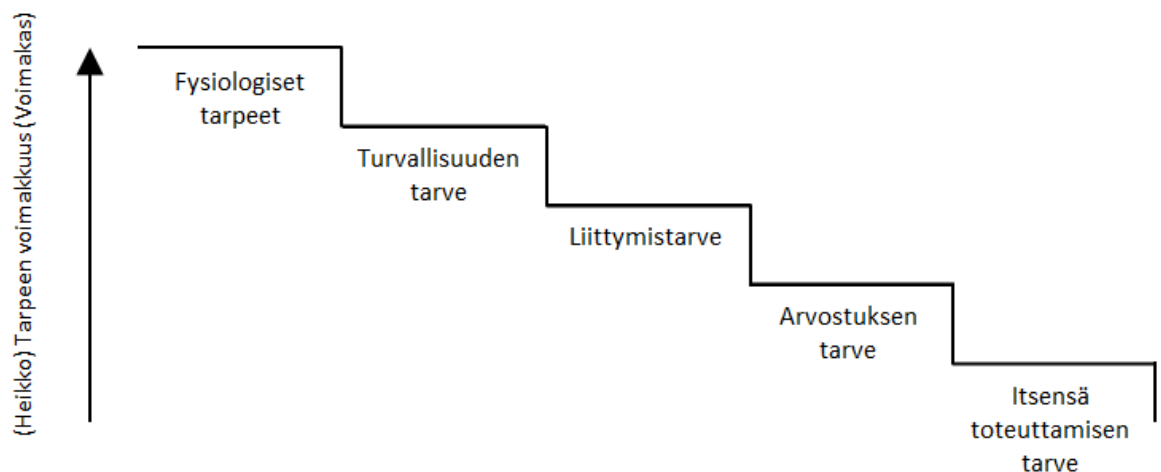 (Heikko) Tarpeen voimakkuus (Voimakas)
Fysiologiset
tarpeet
Turvallisuuden
tarve
Liittymistarve
Arvostuksen
tarve
Itsensä
toteuttamisen
tarve